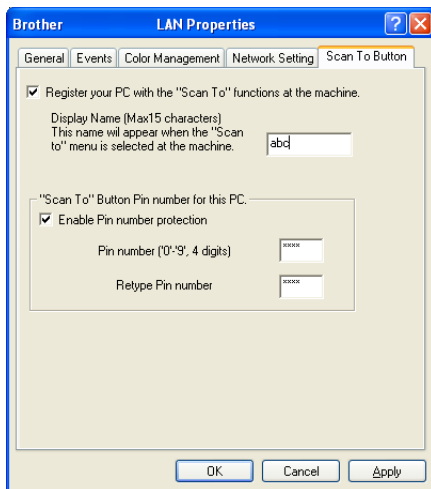 Brother LAN Properties
General Events Color Management Network Setting Scan To Button
Register your PC with the "Scan To" functions at the machine.
Display Name (Max15 characters)
This name wil appear when the "Scan
to" menu is selected at the machine.
abc
"Scan To" Button Pin number for this PC.
Enable Pin number protection
Pin number ('0'-'9', 4 digits) xxxx
Retype Pin number xxxx
OK Cancel Apply